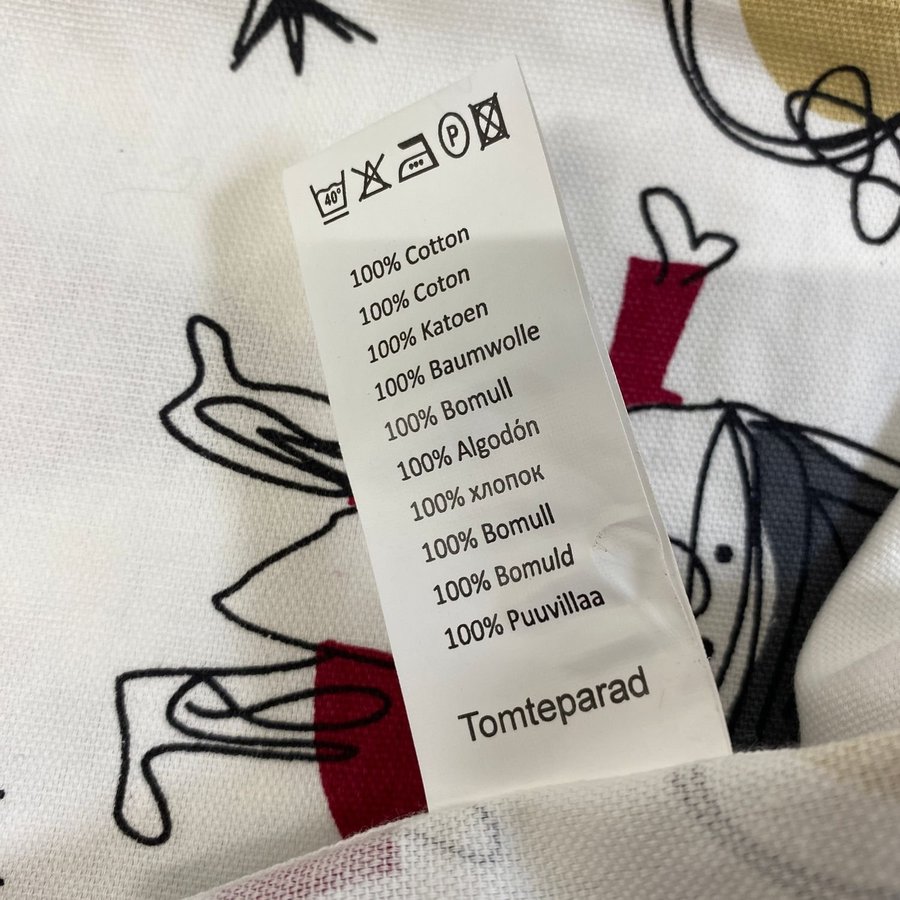 40° P
100% Cotton
100% Coton
100% Katoen
100% Baumwolle
100% Bomull
100% Algodón
100% хлопок
100% Bomull
100% Bomuld
100% Puuvillaa
Tomteparad